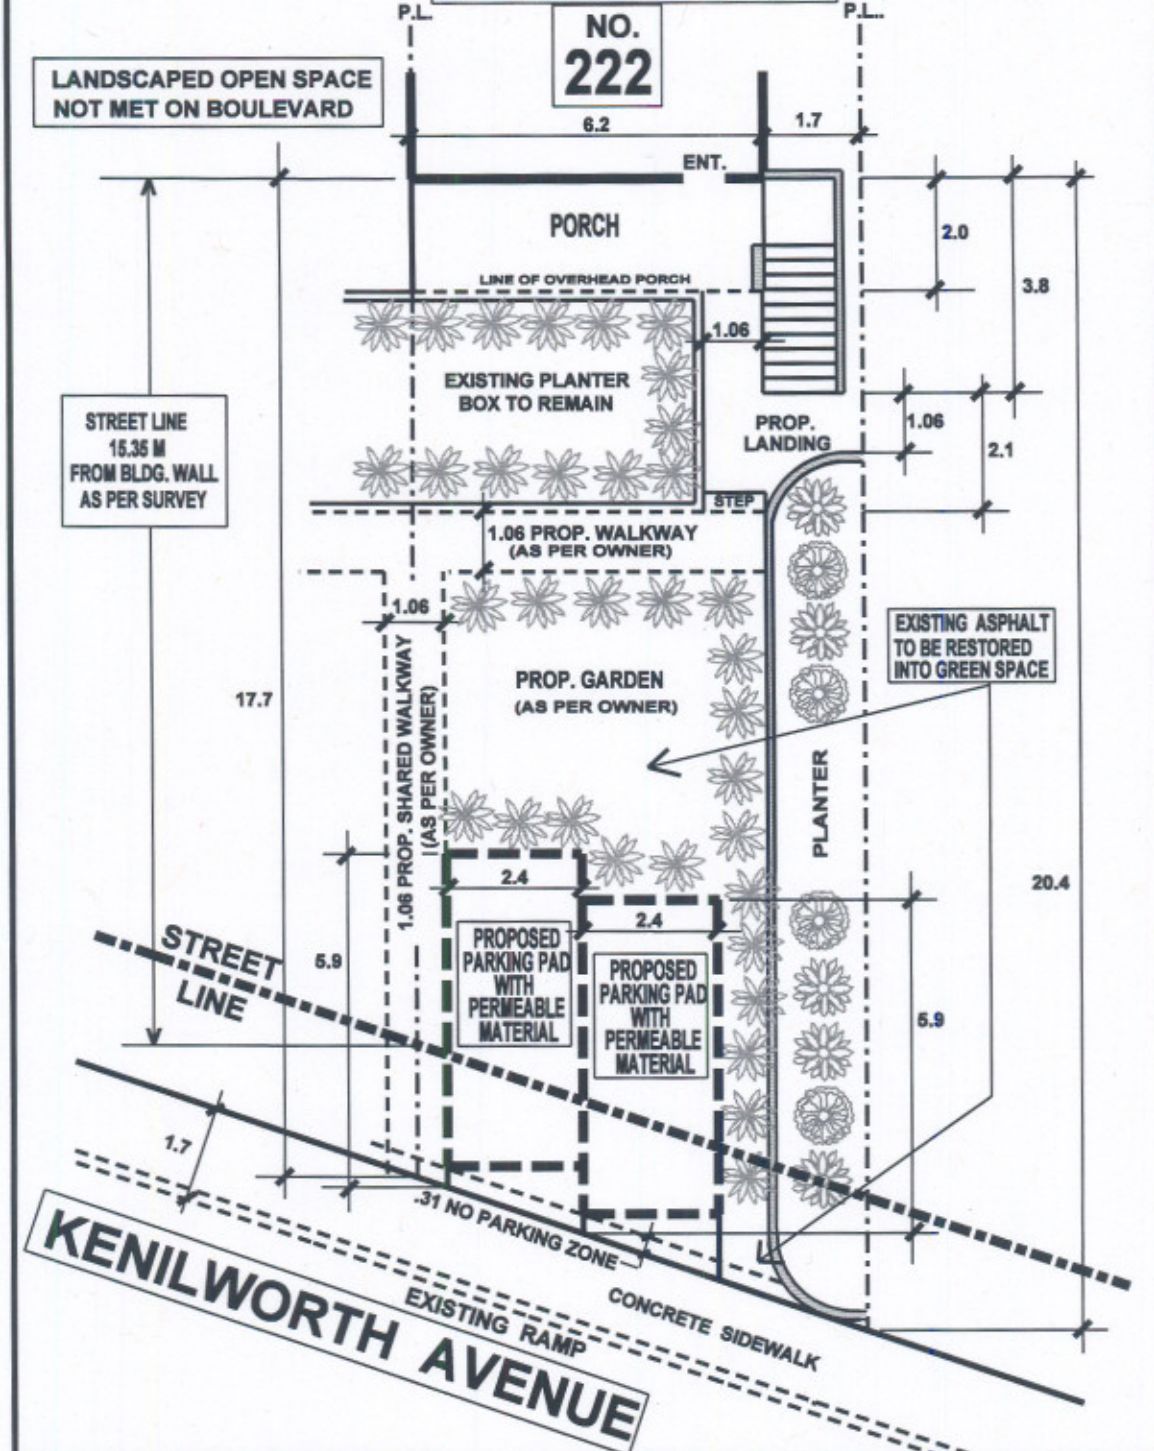 P.L.
P.L..
NO.
222
LANDSCAPED OPEN SPACE
NOT MET ON BOULEVARD
6.2
1.7
ENT.
PORCH
2.0
LINE OF OVERHEAD PORCH
3.8
1.06
EXISTING PLANTER
BOX TO REMAIN
STREET LINE
15.35 M
FROM BLDG. WALL
AS PER SURVEY
PROP.
LANDING
1.06
2.1
STEP
1.06 PROP. WALKWAY
(AS PER OWNER)
1.06
EXISTING ASPHALT
TO BE RESTORED
INTO GREEN SPACE
PROP. GARDEN
(AS PER OWNER)
17.7
1.06 PROP. SHARED WALKWAY
(AS PER OWNER)
PLANTER
2.4
20.4
2.4
STREET
LINE
5.9
PROPOSED
PARKING PAD
WITH
PERMEABLE
MATERIAL
PROPOSED
PARKING PAD
WITH
PERMEABLE
MATERIAL
5.9
1.7
.31 NO PARKING ZONE
KENILWORTH AVENUE
EXISTING RAMP
CONCRETE SIDEWALK